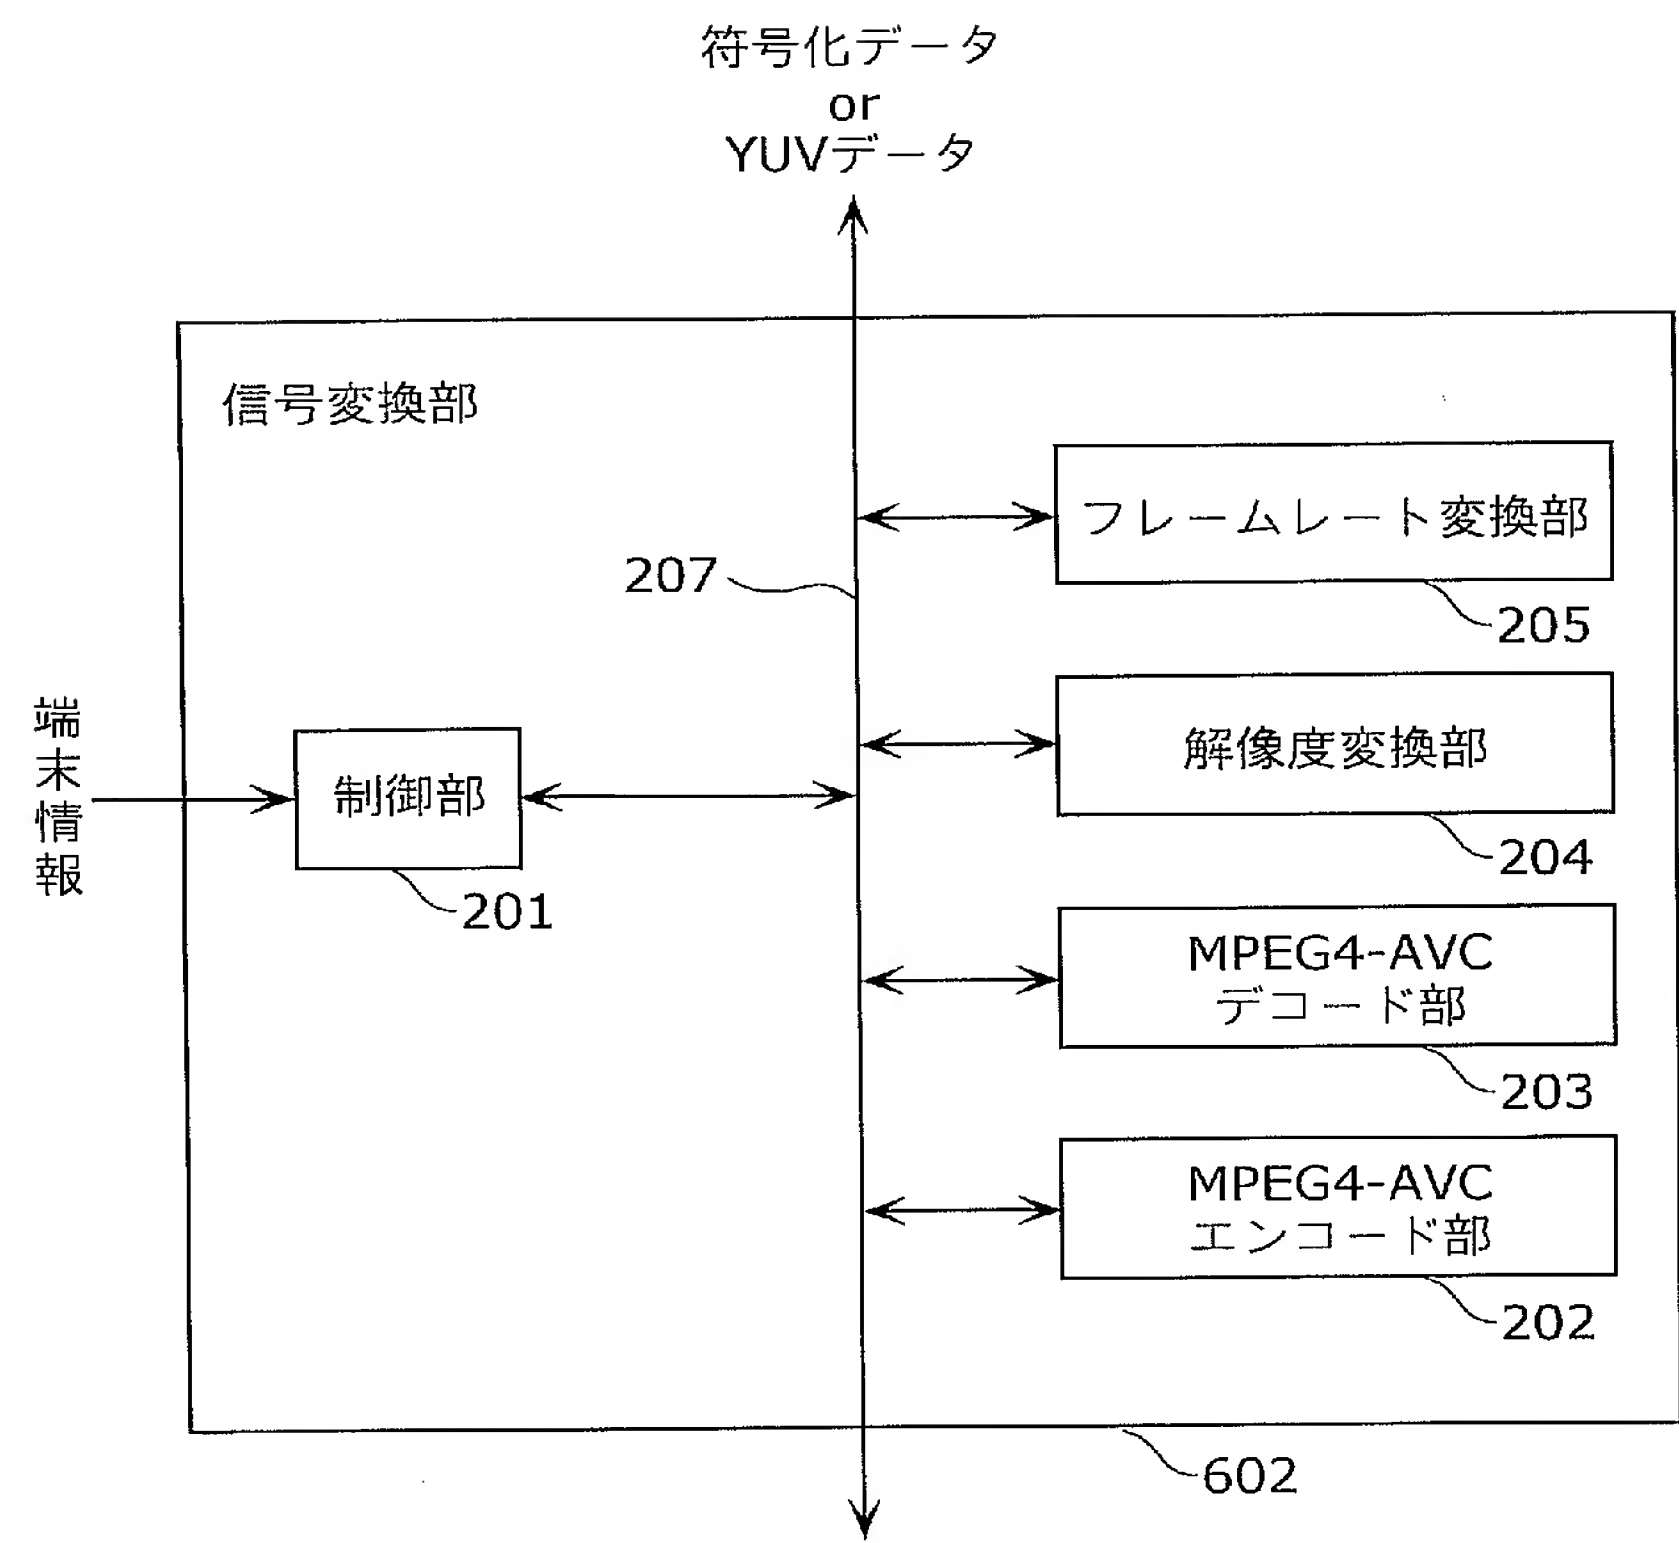 符号化データ
or
YUVデータ
信号変換部
フレームレート変換部
207
205
端末情報
制御部
解像度変換部
204
201
MPEG4-AVC
デコード部
203
MPEG4-AVC
エンコード部
202
602